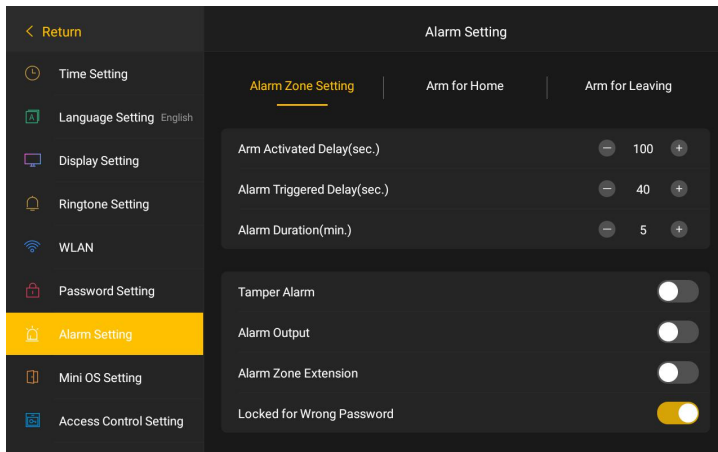 Return
Alarm Setting
Time Setting
Language Setting English
Display Setting
Ringtone Setting
WLAN
Password Setting
Alarm Setting
Mini OS Setting
Access Control Setting
Alarm Zone Setting
Arm for Home
Arm for Leaving
Arm Activated Delay(sec.) 100
Alarm Triggered Delay(sec.) 40
Alarm Duration(min.) 5
Tamper Alarm
Alarm Output
Alarm Zone Extension
Locked for Wrong Password